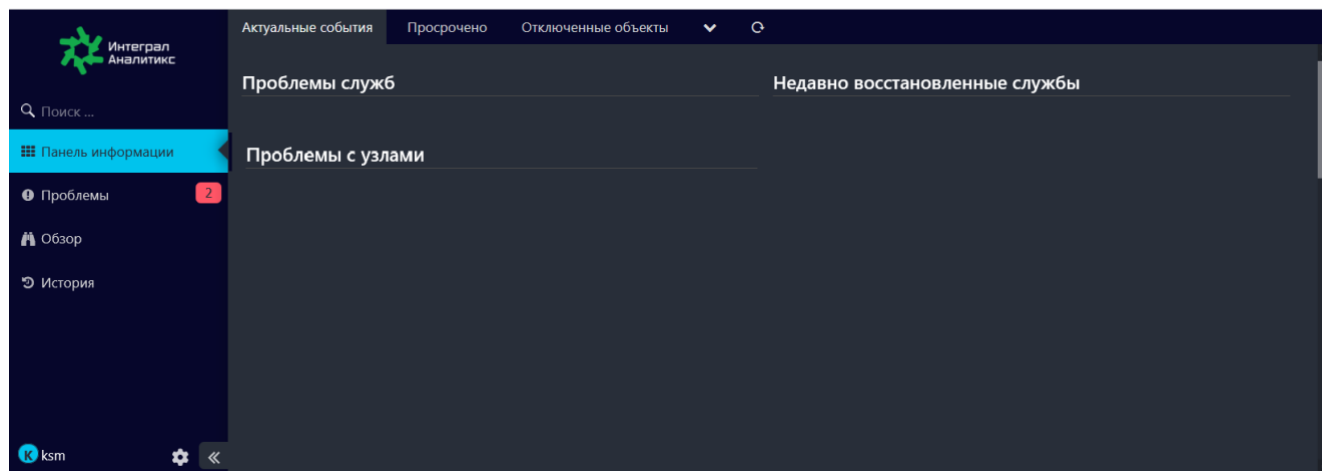 Интеграл
Аналитикс
Поиск ...
Панель информации
Проблемы 2
Обзор
История
K ksm
Актуальные события Просрочено Отключенные объекты
Проблемы служб
Недавно восстановленные службы
Проблемы с узлами